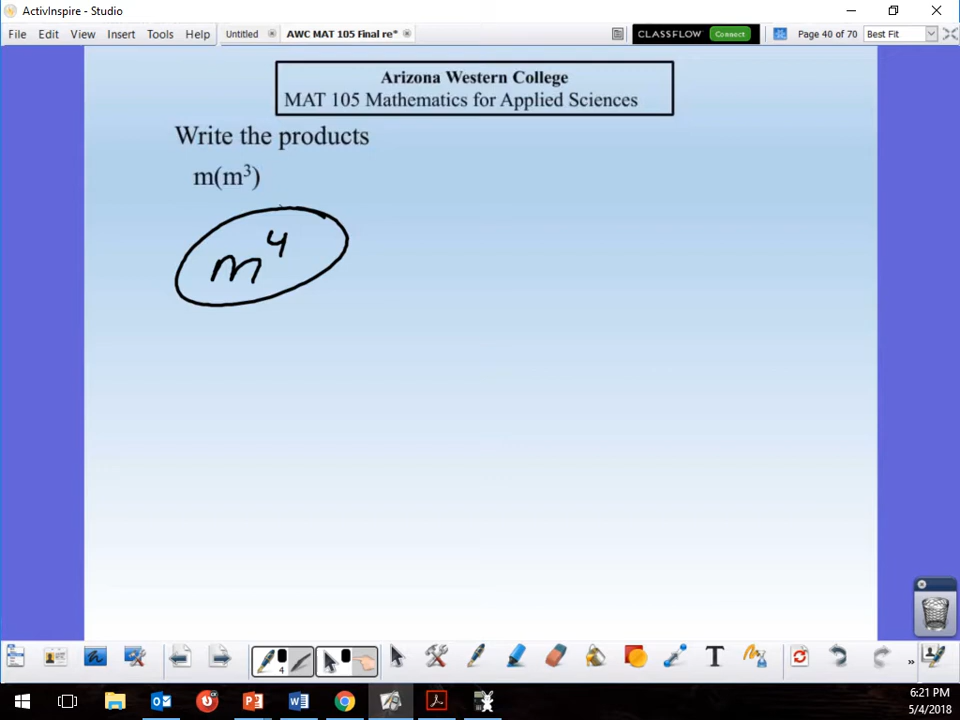 ActivInspire - Studio
File Edit View Insert Tools Help Untitled AWC MAT 105 Final re* CLASSFLOW Connect Page 40 of 70 Best Fit
Arizona Western College
MAT 105 Mathematics for Applied Sciences
Write the products
m(m³)
m⁴
4
T
6:21 PM
5/4/2018